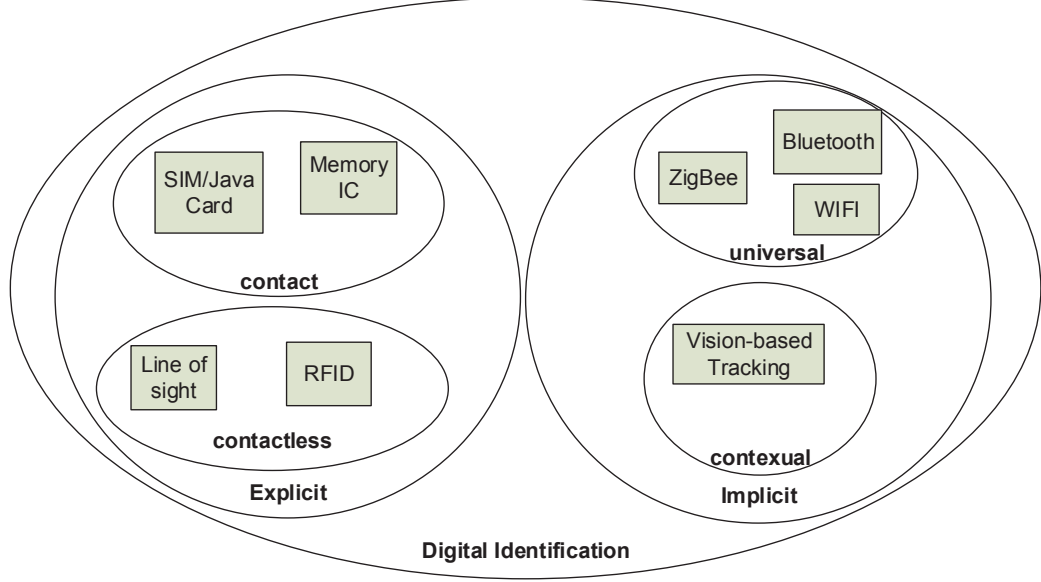 SIM/Java
Card
Memory
IC
contact
Line of
sight
RFID
contactless
Explicit
Bluetooth
ZigBee
WIFI
universal
Vision-based
Tracking
contexual
Implicit
Digital Identification